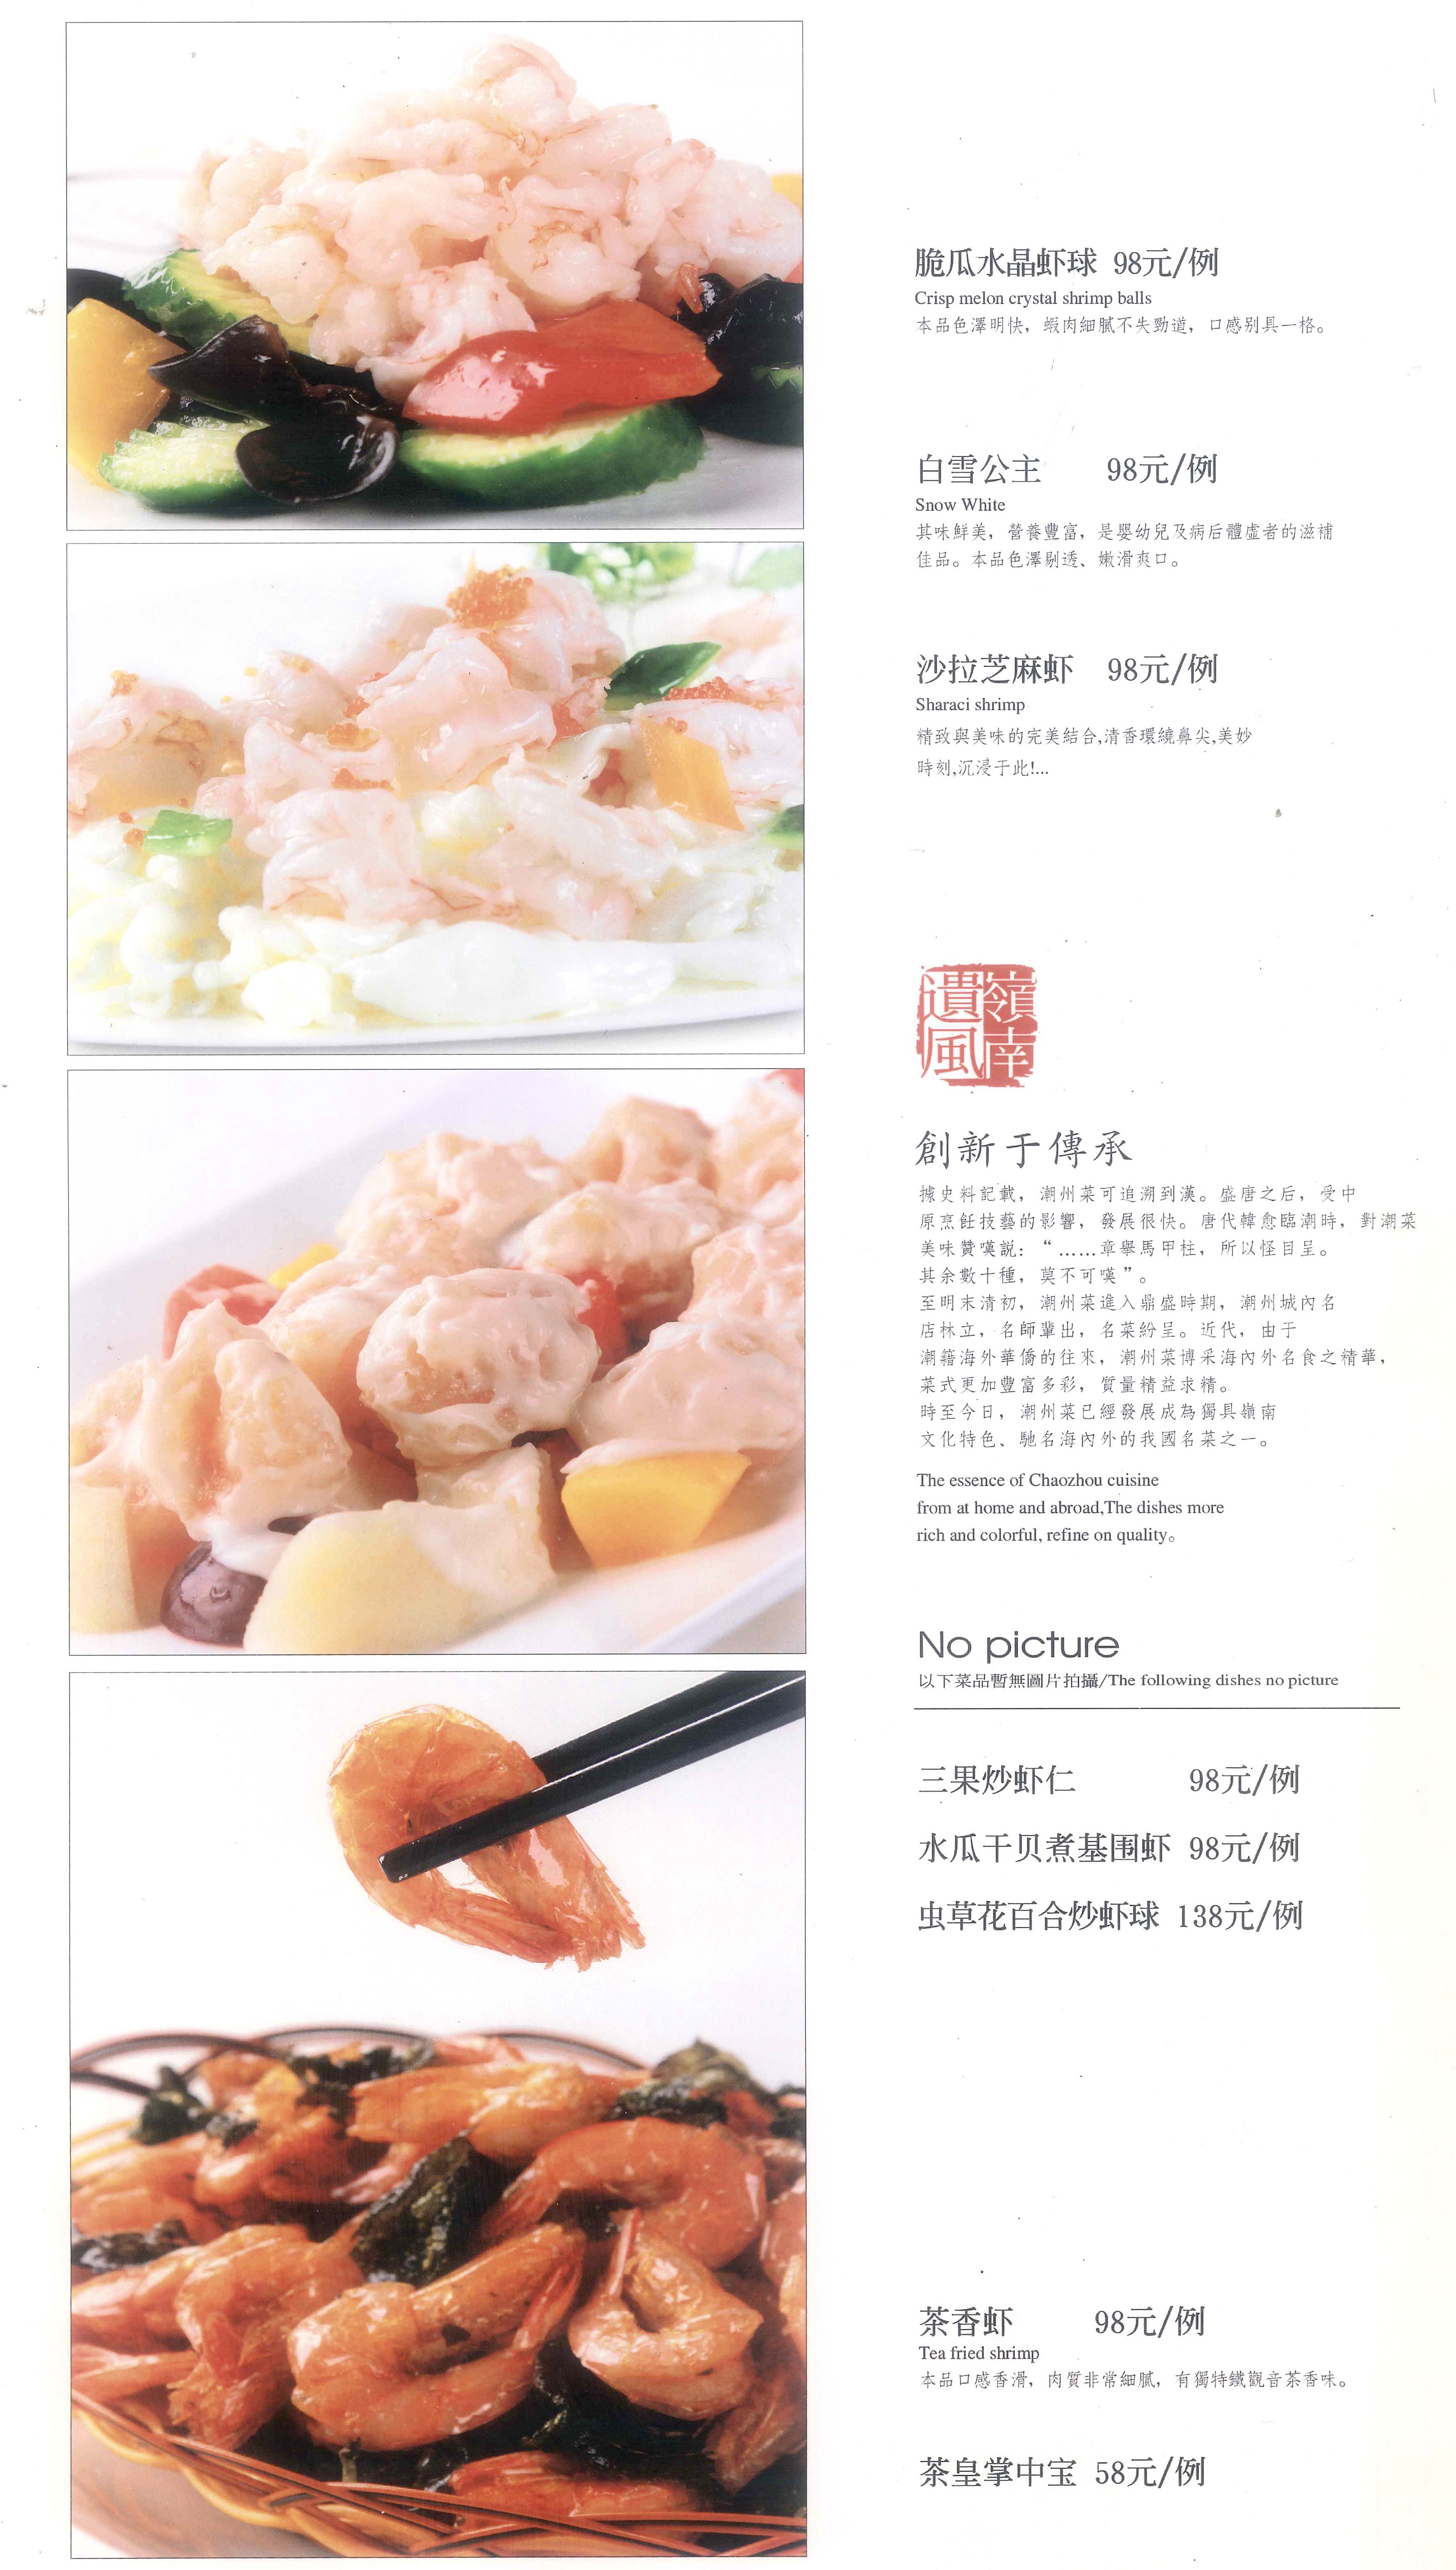 脆瓜水晶虾球 98元/例
Crisp melon crystal shrimp balls
本品色澤明快，蝦肉細膩不失勁道，口感别具一格。
白雪公主 98元/例
Snow White
其味鮮美，營養豐富，是嬰幼兒及病后體虛者的滋補
佳品。本品色澤剔透、嫩滑爽口。
沙拉芝麻虾 98元/例
Sharaci shrimp
精致與美味的完美結合,清香環繞鼻尖,美妙
時刻,沉浸于此!...
嶺南
遺風
創新于傳承
據史料記載，潮州菜可追溯到漢。盛唐之后，受中
原烹飪技藝的影響，發展很快。唐代韓愈臨潮時，對潮菜
美味贊嘆説：“……章舉馬甲柱，所以怪目呈。
其余數十種，莫不可嘆”。
至明末清初，潮州菜進入鼎盛時期，潮州城內名
店林立，名師輩出，名菜紛呈。近代，由于
潮籍海外華僑的往來，潮州菜博采海內外名食之精華，
菜式更加豐富多彩，質量精益求精。
時至今日，潮州菜已經發展成為獨具嶺南
文化特色、馳名海內外的我國名菜之一。
The essence of Chaozhou cuisine
from at home and abroad,The dishes more
rich and colorful, refine on quality。
No picture
以下菜品暫無圖片拍攝/The following dishes no picture
三果炒虾仁 98元/例
水瓜干贝煮基围虾 98元/例
虫草花百合炒虾球 138元/例
茶香虾 98元/例
Tea fried shrimp
本品口感香滑，肉質非常細膩，有獨特鐵觀音茶香味。
茶皇掌中宝 58元/例